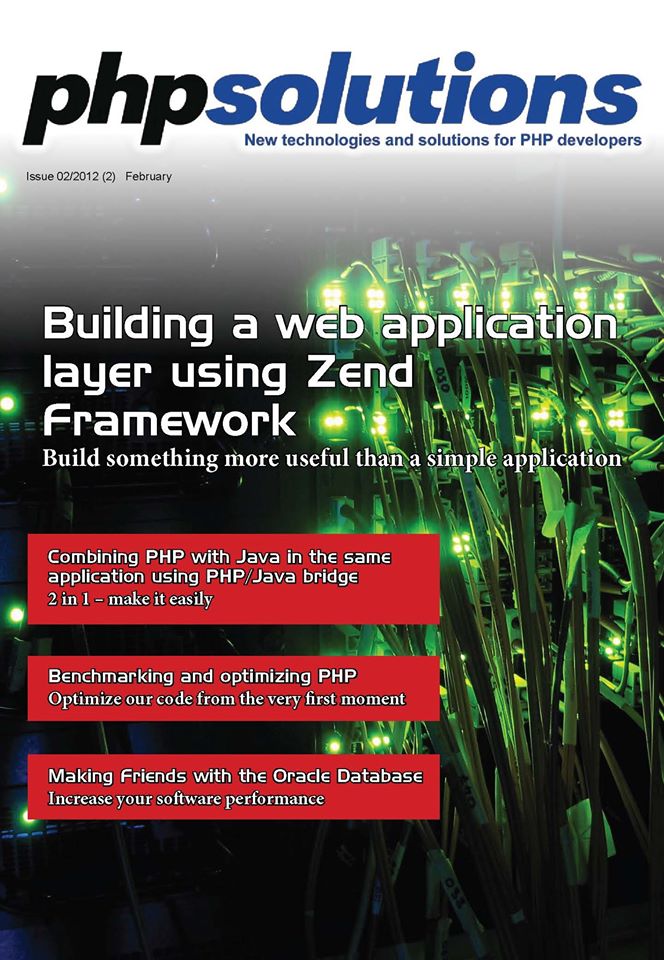 phpsolutions
New technologies and solutions for PHP developers
Issue 02/2012 (2) February
Building a web application
layer using Zend
Framework
Build something more useful than a simple application
Combining PHP with Java in the same
application using PHP/Java bridge
2 in 1 – make it easily
Benchmarking and optimizing PHP
Optimize our code from the very first moment
Making Friends with the Oracle Database
Increase your software performance